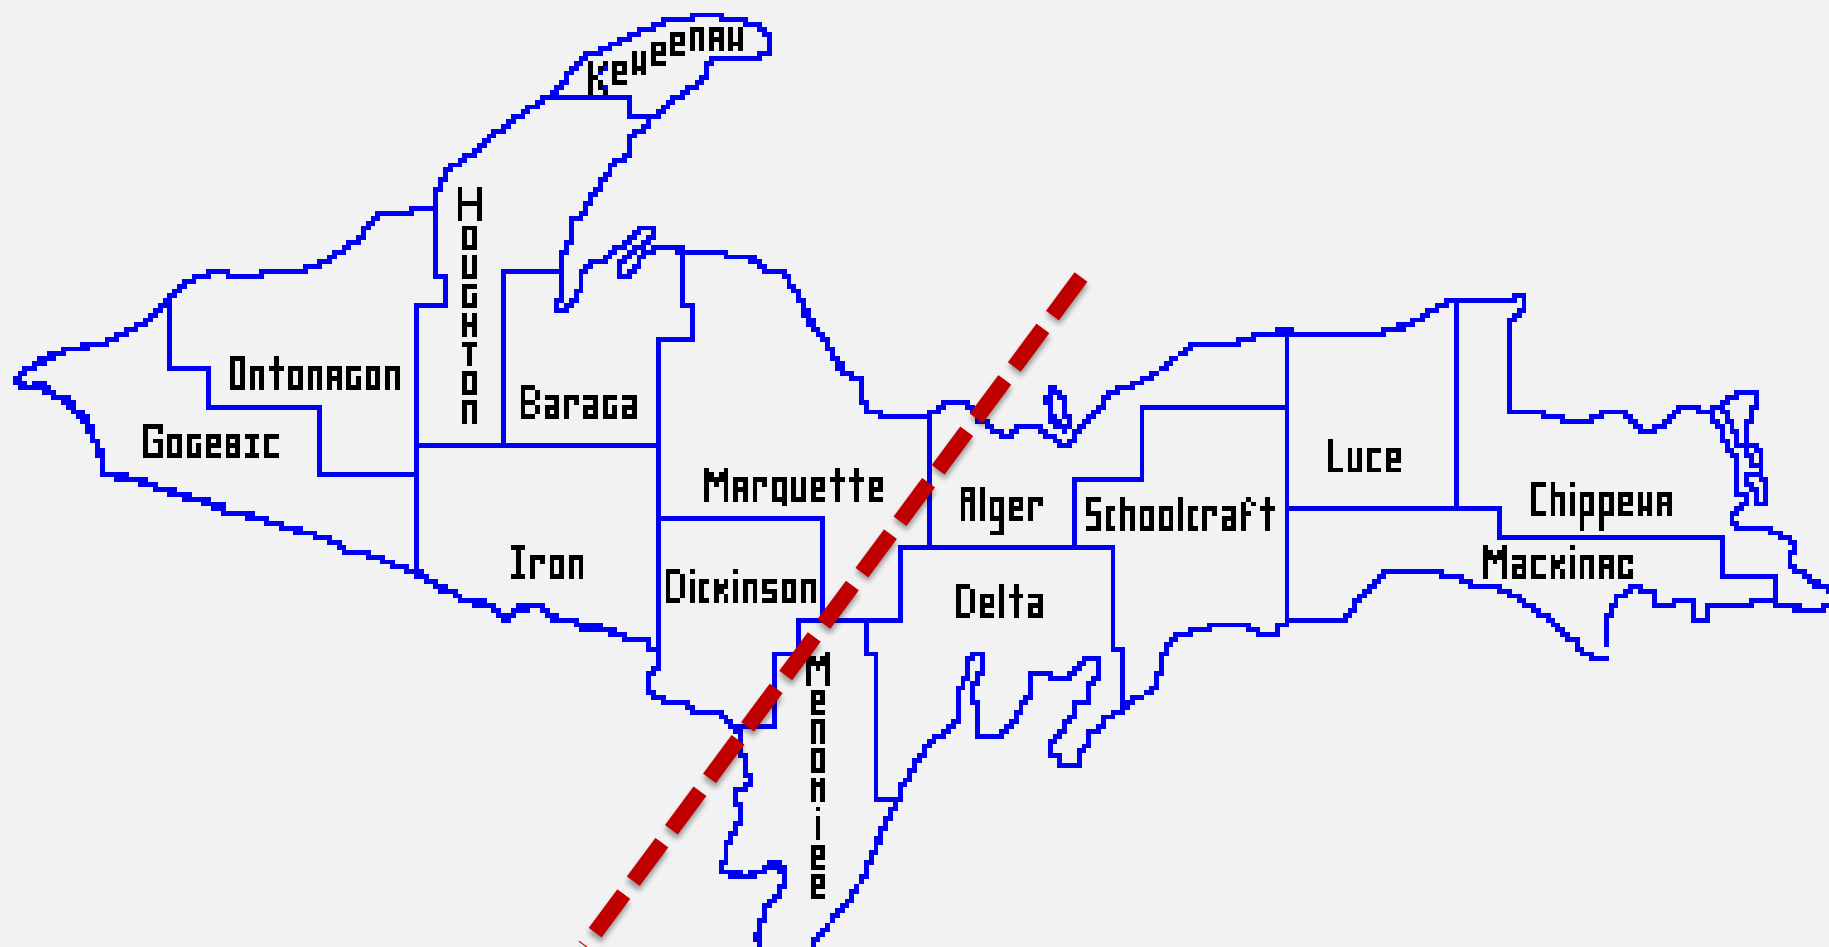 Keweenaw
Houghton
Ontonagon
Baraga
Gogebic
Marquette
Luce
Alger
Schoolcraft
Chippewa
Iron
Dickinson
Mackinac
Delta
Menominee